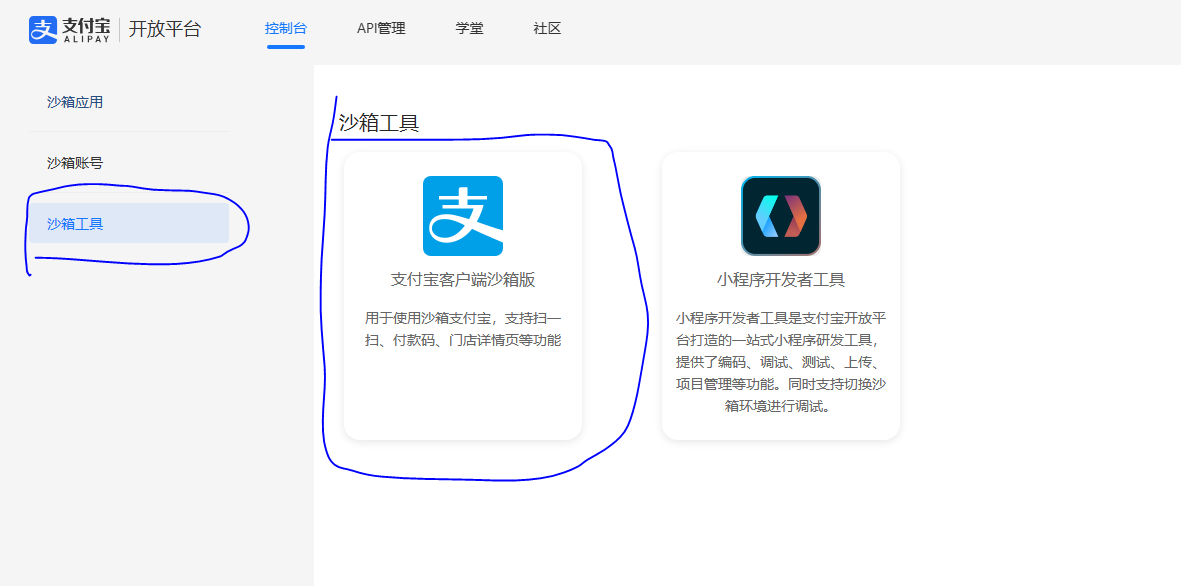 支付宝 开放平台 控制台 API管理 学堂 社区
ALIPAY
沙箱应用
沙箱账号
沙箱工具
沙箱工具
支付宝客户端沙箱版
用于使用沙箱支付宝，支持扫一
扫、付款码、门店详情页等功能
小程序开发者工具
小程序开发者工具是支付宝开放平
台打造的一站式小程序研发工具，
提供了编码、调试、测试、上传、
项目管理等功能。同时支持切换沙
箱环境进行调试。